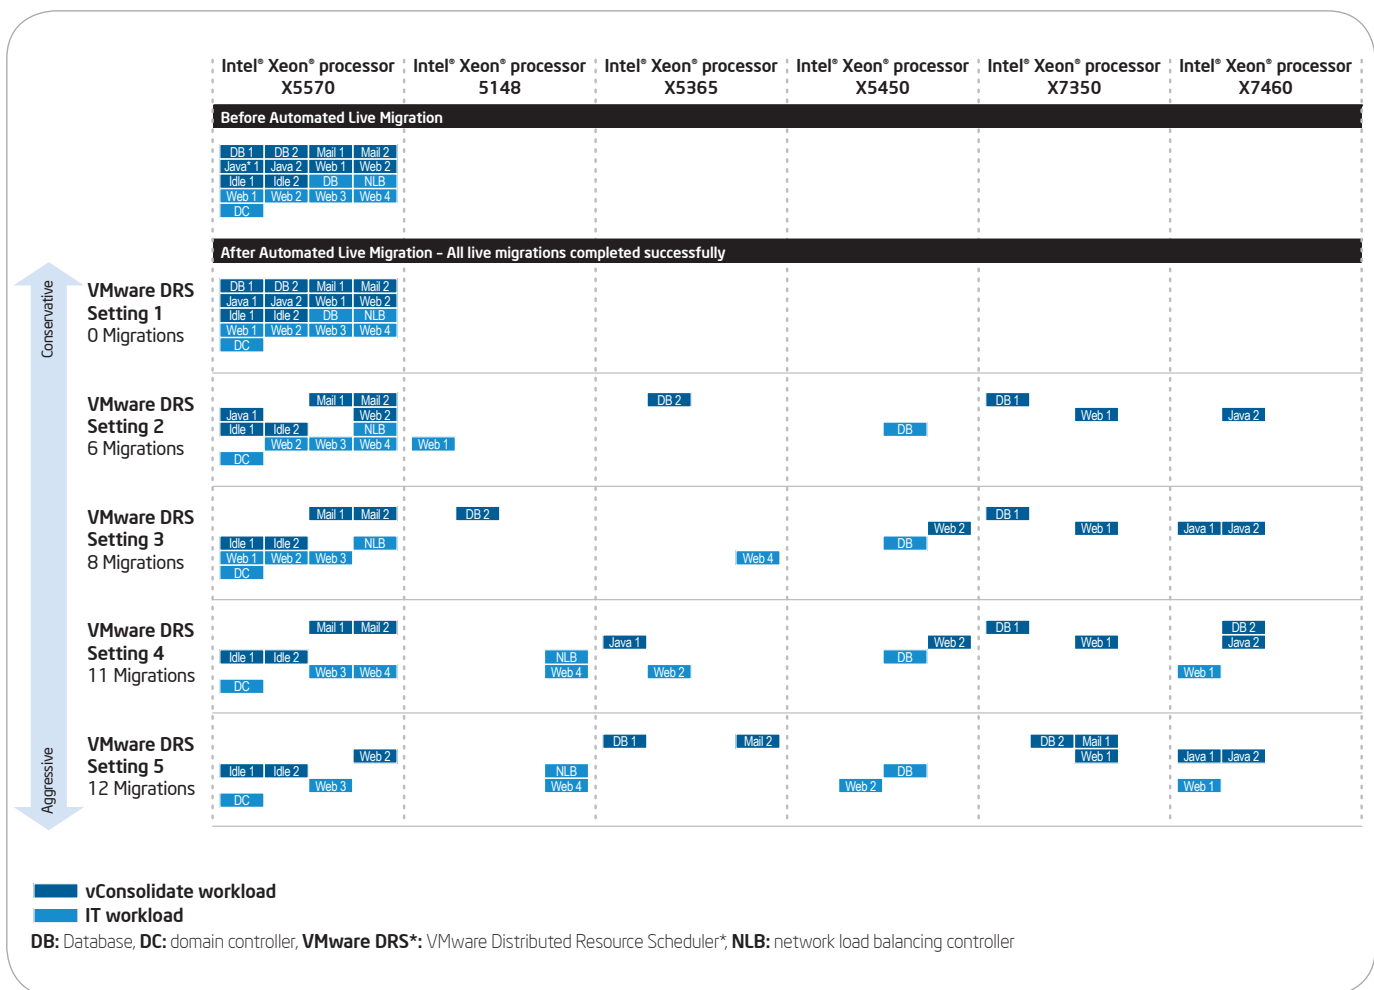 Intel® Xeon® processor X5570 Intel® Xeon® processor 5148 Intel® Xeon® processor X5365 Intel® Xeon® processor X5450 Intel® Xeon® processor X7350 Intel® Xeon® processor X7460
Before Automated Live Migration
DB 1 DB 2 Mail 1 Mail 2
Java* 1 Java 2 Web 1 Web 2
Idle 1 Idle 2 DB NLB
Web 1 Web 2 Web 3 Web 4
DC
After Automated Live Migration – All live migrations completed successfully
Conservative
VMware DRS
Setting 1
0 Migrations
DB 1 DB 2 Mail 1 Mail 2
Java 1 Java 2 Web 1 Web 2
Idle 1 Idle 2 DB NLB
Web 1 Web 2 Web 3 Web 4
DC
VMware DRS
Setting 2
6 Migrations
Mail 1 Mail 2 DB 2 DB 1
Java 1 Web 2 Web 1 Java 2
Idle 1 Idle 2 NLB DB
Web 2 Web 3 Web 4 Web 1
DC
VMware DRS
Setting 3
8 Migrations
Mail 1 Mail 2 DB 2 DB 1
Web 2 Web 1 Java 1 Java 2
Idle 1 Idle 2 NLB DB
Web 1 Web 2 Web 3 Web 4
DC
VMware DRS
Setting 4
11 Migrations
Mail 1 Mail 2 DB 1 DB 2
Java 1 Web 2 Web 1 Java 2
Idle 1 Idle 2 NLB DB
Web 3 Web 4 Web 4 Web 2 Web 1
DC
Aggressive
VMware DRS
Setting 5
12 Migrations
DB 1 Mail 2 DB 2 Mail 1
Web 2 Web 1 Java 1 Java 2
Idle 1 Idle 2 NLB DB
Web 3 Web 4 Web 2 Web 1
DC
vConsolidate workload
IT workload
DB: Database, DC: domain controller, VMware DRS*: VMware Distributed Resource Scheduler*, NLB: network load balancing controller